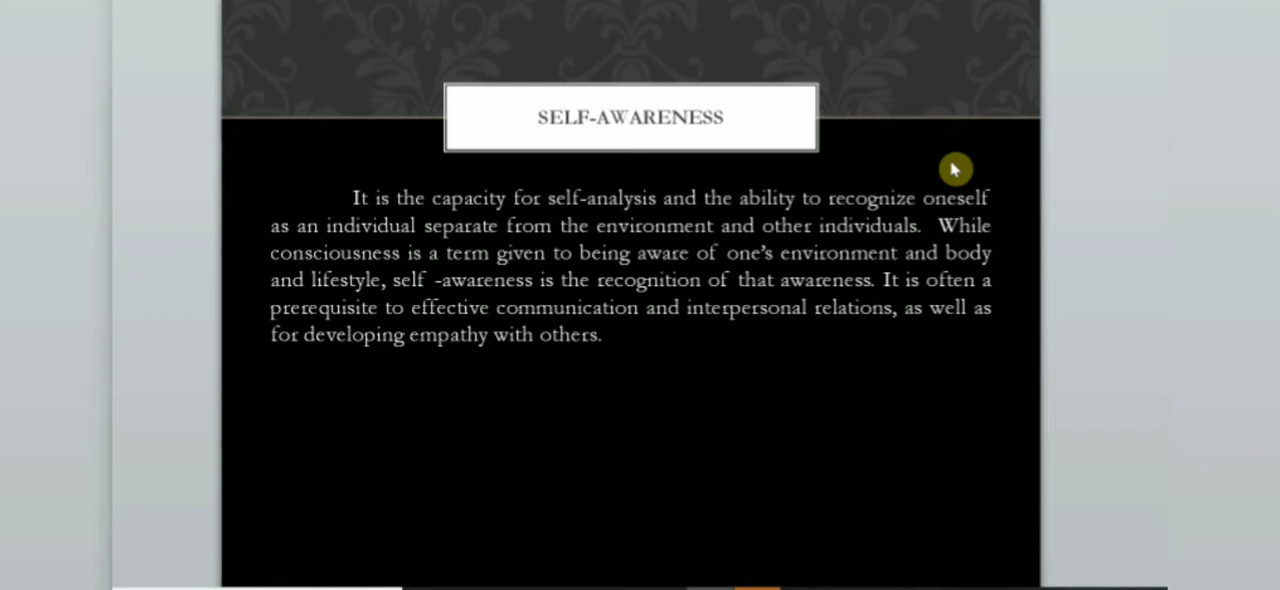 SELF-AWARENESS
It is the capacity for self-analysis and the ability to recognize oneself
as an individual separate from the environment and other individuals. While
consciousness is a term given to being aware of one's environment and body
and lifestyle, self -awareness is the recognition of that awareness. It is often a
prerequisite to effective communication and interpersonal relations, as well as
for developing empathy with others.